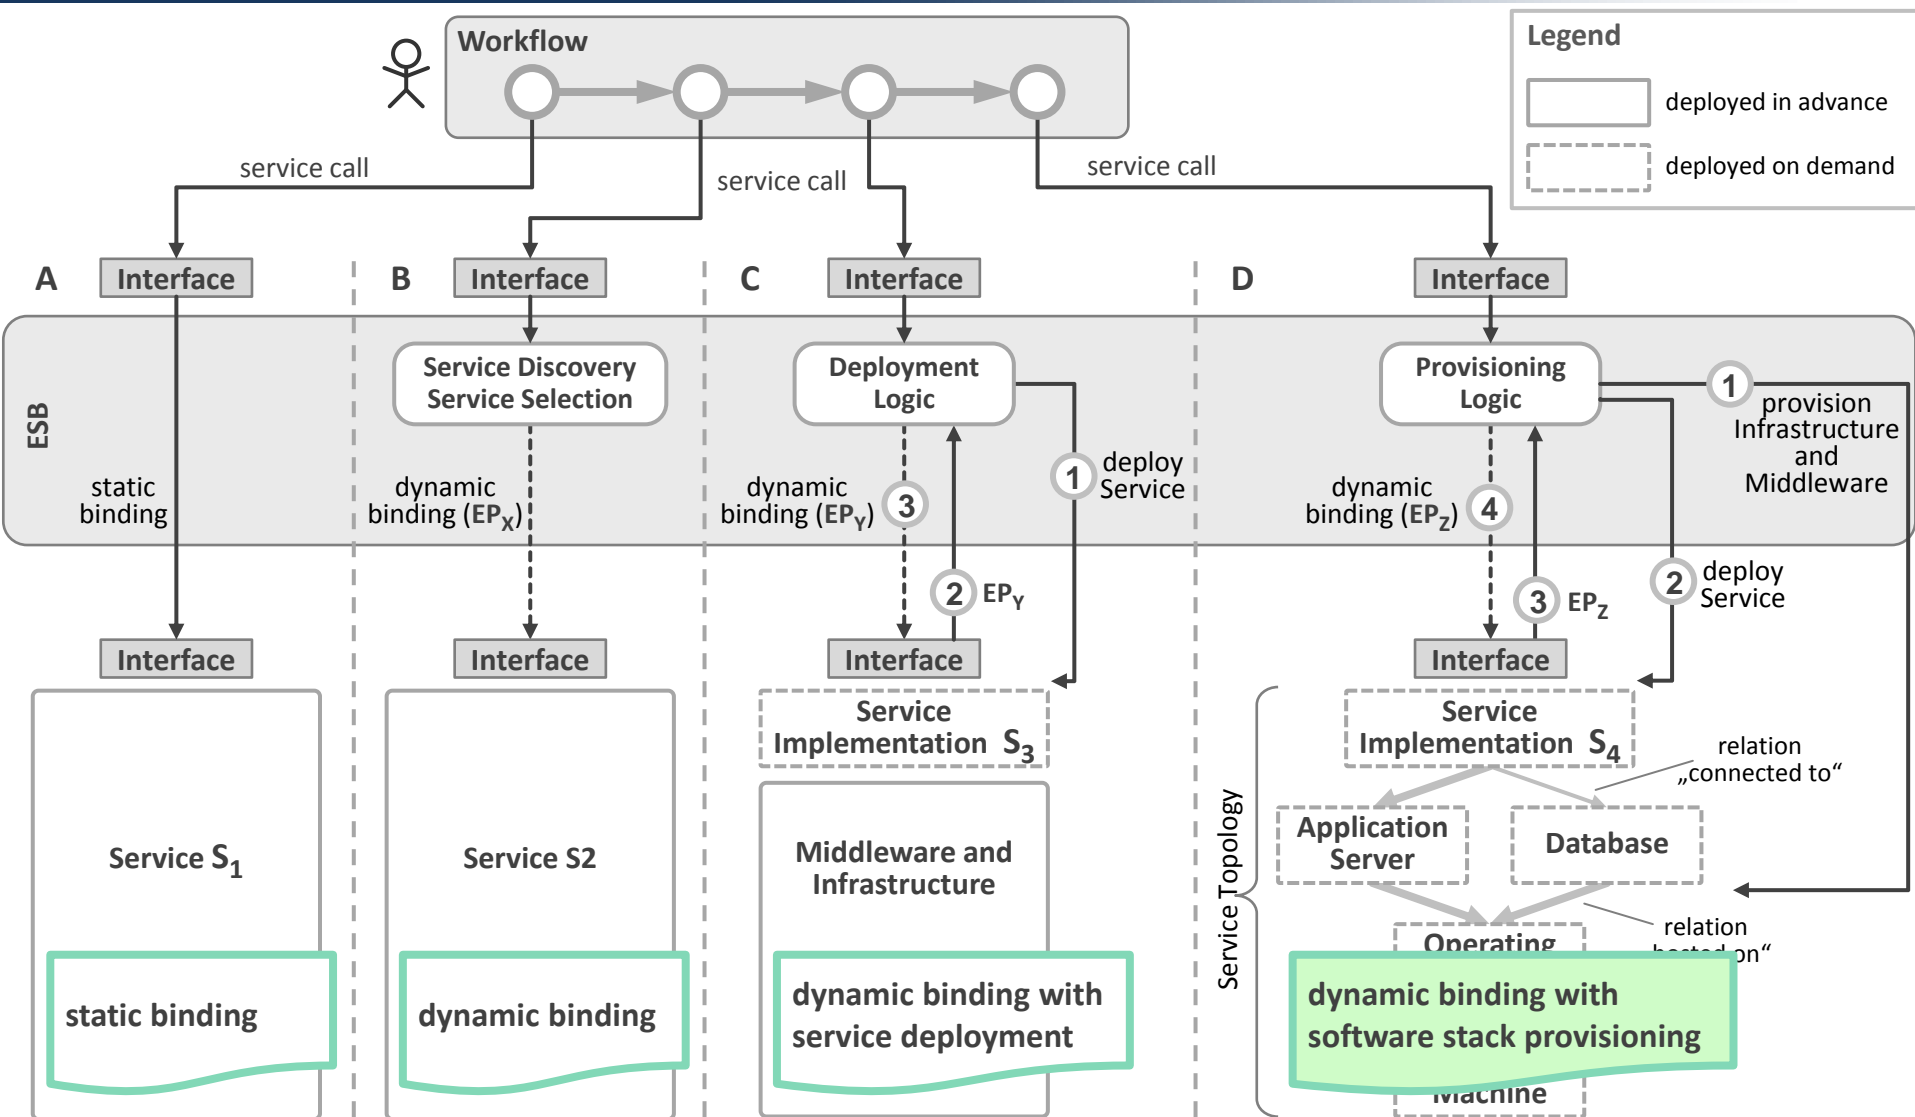 Workflow
Legend
deployed in advance
deployed on demand
service call
service call
service call
A
Interface
B
Interface
C
Interface
D
Interface
ESB
Service Discovery
Service Selection
Deployment
Logic
Provisioning
Logic
1
provision
Infrastructure
and
Middleware
static
binding
dynamic
binding (EPX)
dynamic
binding (EPY)
3
1
deploy
Service
dynamic
binding (EPZ)
4
2
EPY
3
EPZ
2
deploy
Service
Interface
Interface
Interface
Interface
Service S1
Service S2
Service
Implementation S3
Middleware and
Infrastructure
Service Topology
Service
Implementation S4
relation
„connected to“
Application
Server
Database
relation
on“
Operating
Machine
static binding
dynamic binding
dynamic binding with
service deployment
dynamic binding with
software stack provisioning